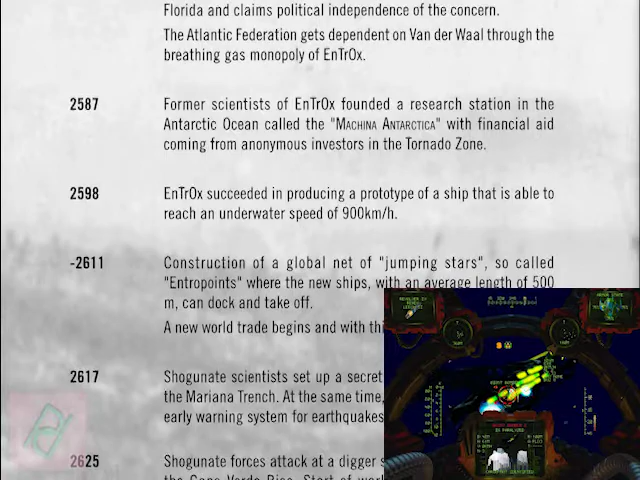 Florida and claims political independence of the concern.
The Atlantic Federation gets dependent on Van der Waal through the
breathing gas monopoly of EnTrOx.
2587 Former scientists of EnTrOx founded a research station in the
Antarctic Ocean called the "MACHINA ANTARCTICA" with financial aid
coming from anonymous investors in the Tornado Zone.
2598 EnTrOx succeeded in producing a prototype of a ship that is able to
reach an underwater speed of 900km/h.
-2611 Construction of a global net of "jumping stars", so called
"Entropoints" where the new ships, with an average length of 500
m, can dock and take off.
A new world trade begins and with
2617 Shogunate scientists set up a secret
the Mariana Trench. At the same time,
early warning system for earthquakes
2625 Shogunate forces attack at a digger